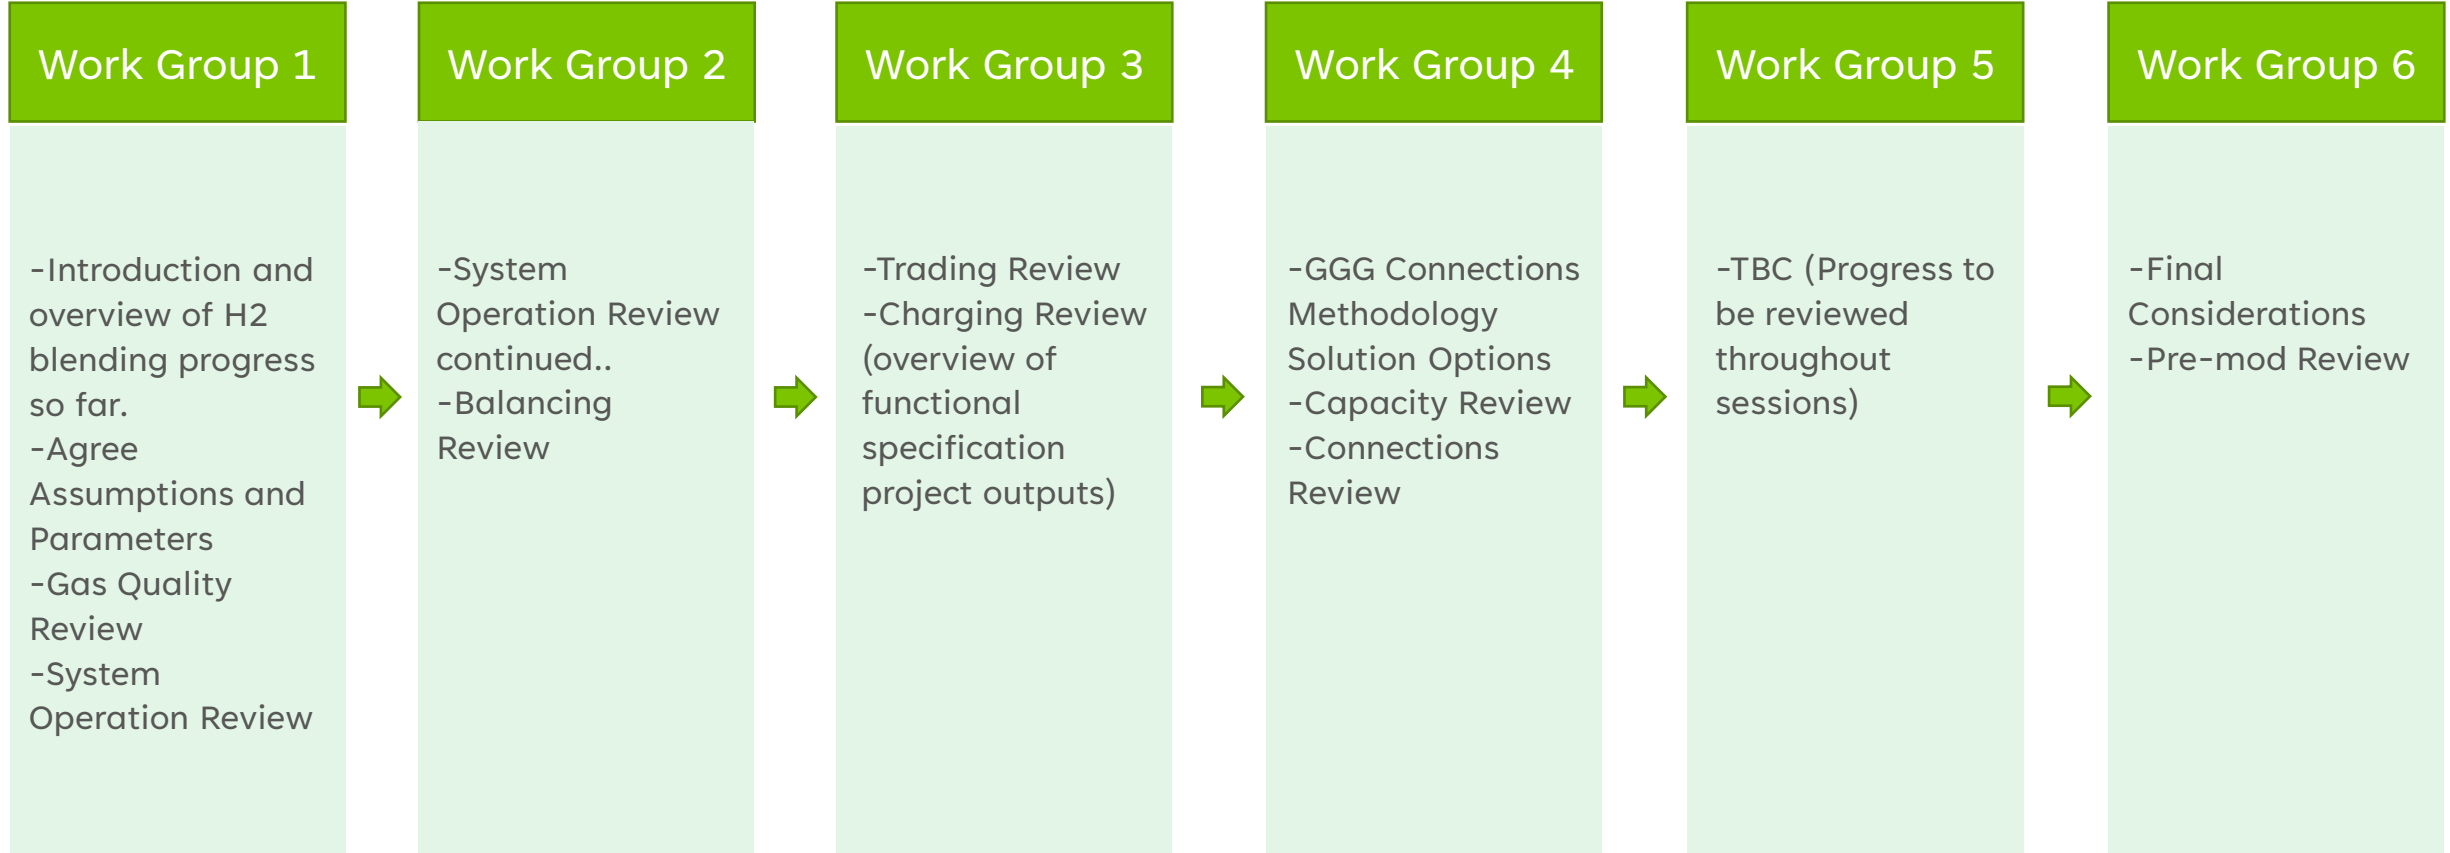 Work Group 1
-Introduction and
overview of H2
blending progress
so far.
-Agree
Assumptions and
Parameters
-Gas Quality
Review
-System
Operation Review
Work Group 2
-System
Operation Review
continued..
-Balancing
Review
Work Group 3
-Trading Review
-Charging Review
(overview of
functional
specification
project outputs)
Work Group 4
-GGG Connections
Methodology
Solution Options
-Capacity Review
-Connections
Review
Work Group 5
-TBC (Progress to
be reviewed
throughout
sessions)
Work Group 6
-Final
Considerations
-Pre-mod Review